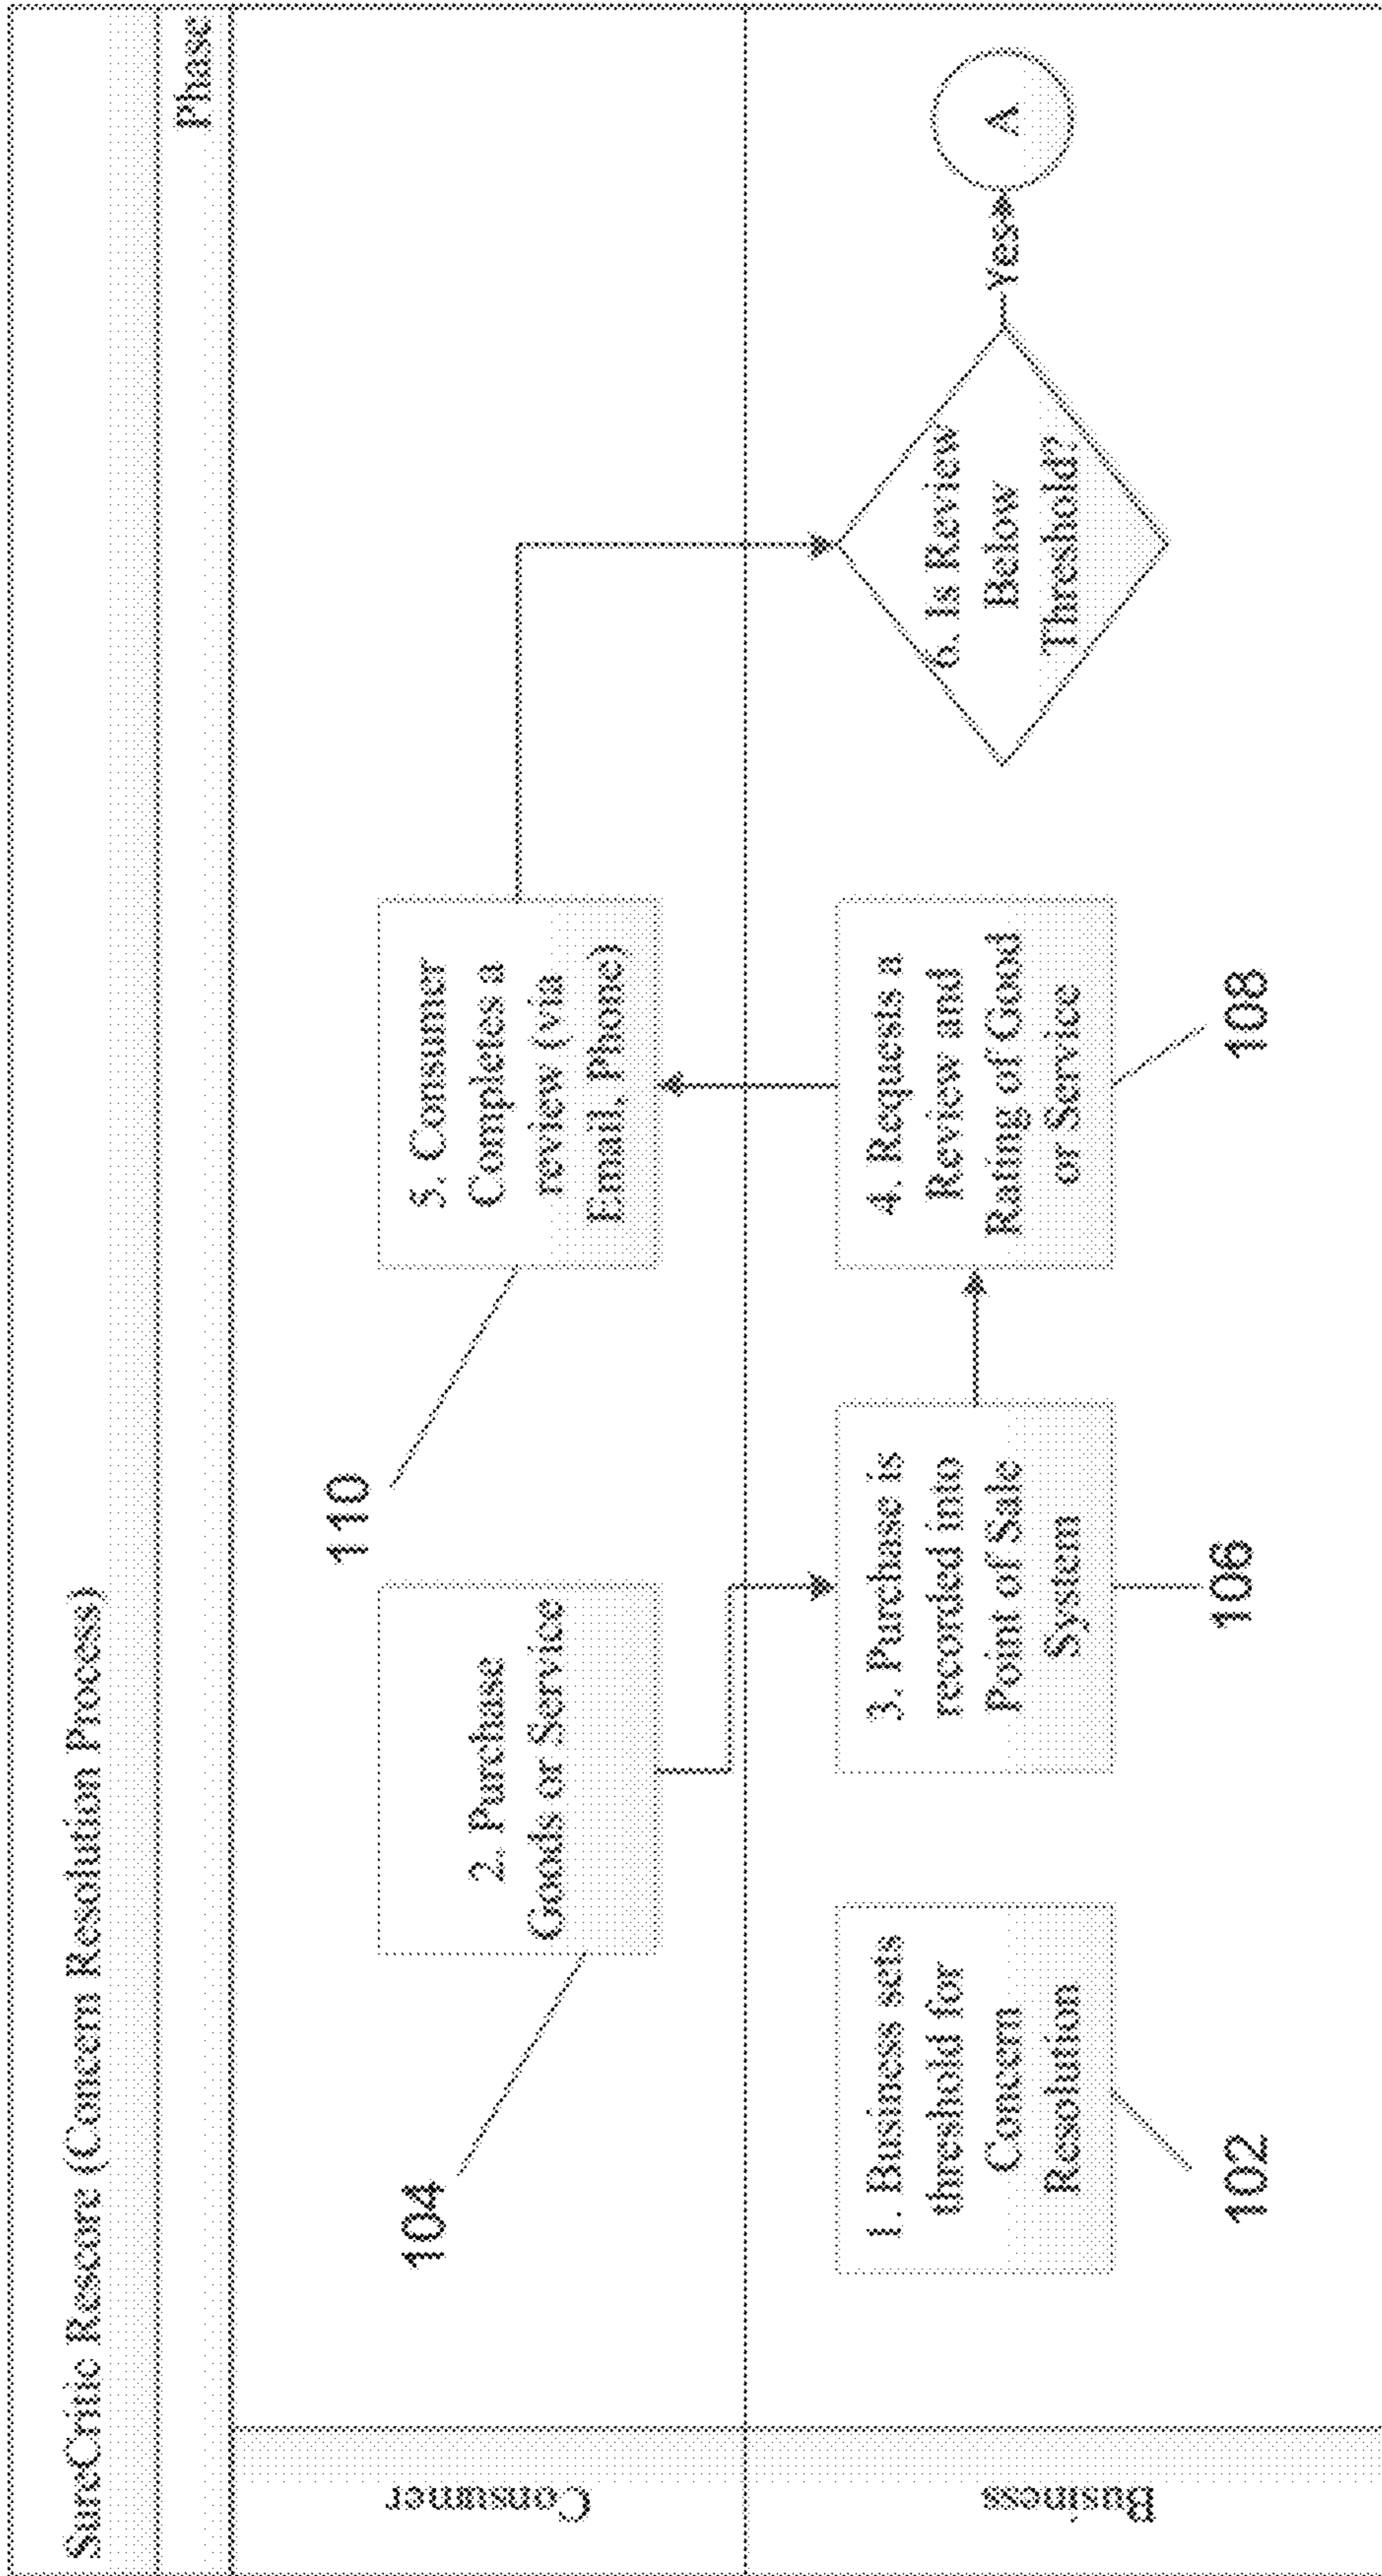 SureCritic Rescore (Concern Resolution Process)
Phase
Consumer
104
2. Purchase
Goods or Service
110
5. Consumer
Completes a
review (via
Email, Phone)
Business
1. Business sets
threshold for
Concern
Resolution
102
3. Purchase is
recorded into
Point of Sale
System
106
4. Requests a
Review and
Rating of Good
or Service
108
6. Is Review
Below
Threshold?
Yes
A